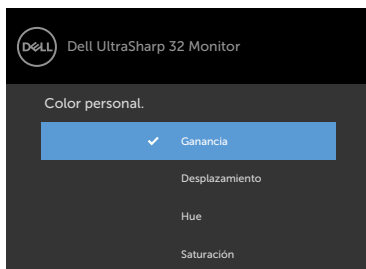 DELL
Dell UltraSharp 32 Monitor
Color personal.
Ganancia
Desplazamiento
Hue
Saturación